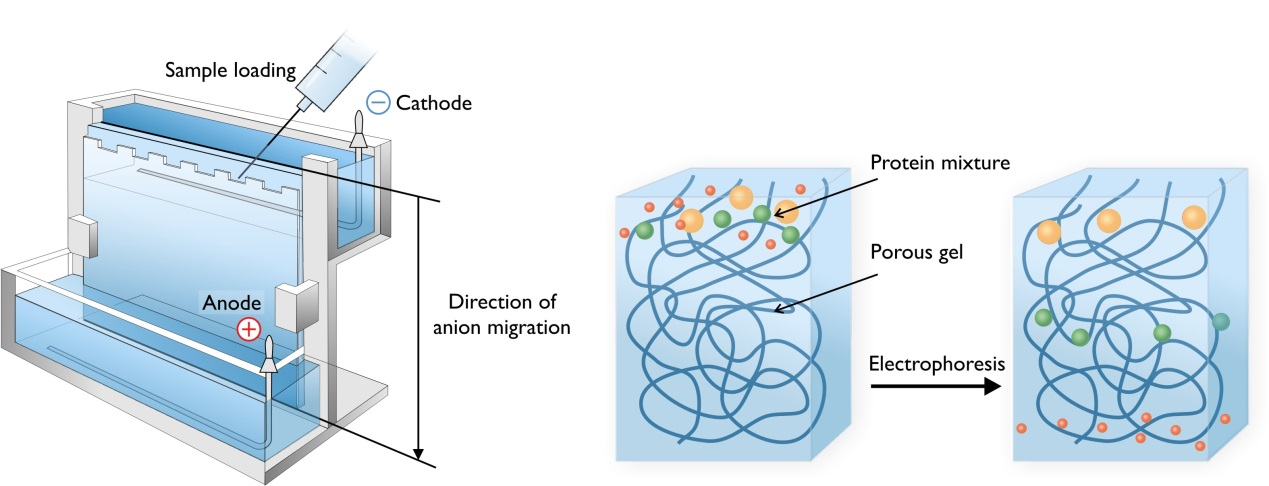 Sample loading
− Cathode
Anode
+
Direction of
anion migration
Protein mixture
Porous gel
Electrophoresis